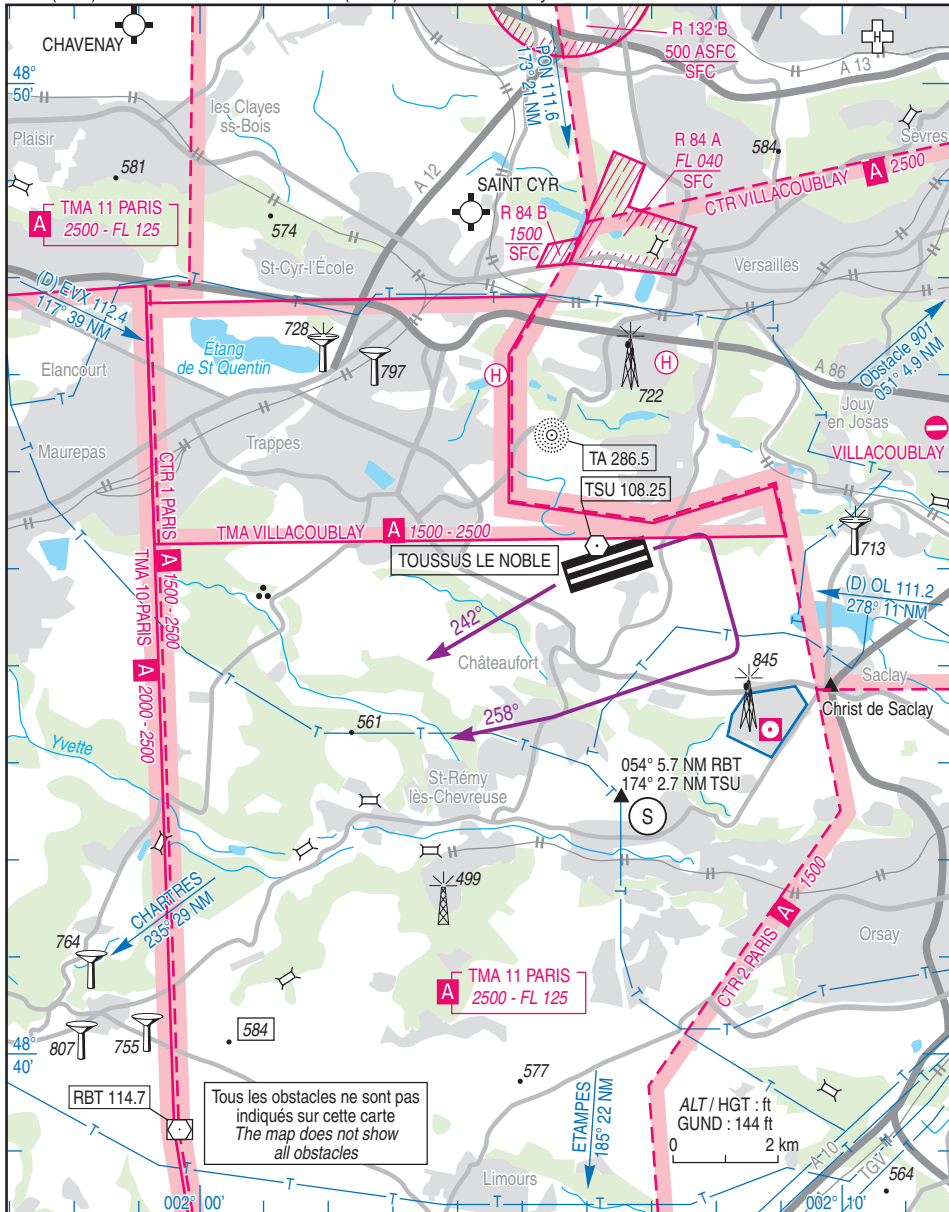 CHAVENAY
R 132 B
500 ASFC
SFC
A 13
PON 111.6
173° 21 NM
48°
50'
les Clayes
ss-Bois
Plaisir
581
A 12
R 84 A
FL 040
SFC
584
Sèvres
SAINT CYR
CTR VILLACOUBLAY A 2500
A
TMA 11 PARIS
2500 - FL 125
574
R 84 B
1500
SFC
St-Cyr-l'École
Versailles
(D) EVX 112.4
117° 39 NM
728
Étang
de St Quentin
797
Elancourt
H
H
722
A 86
Obstacle 901
051° 4.9 NM
Jouy
en Josas
VILLACOUBLAY
Maurepas
Trappes
TA 286.5
TSU 108.25
CTR 1 PARIS
A
1500 - 2500
TMA VILLACOUBLAY A 1500 - 2500
TOUSSUS LE NOBLE
713
TMA 10 PARIS
A
2000 - 2500
(D) OL 111.2
278° 11 NM
242°
Châteaufort
845
Saclay
Christ de Saclay
258°
561
Yvette
054° 5.7 NM RBT
174° 2.7 NM TSU
S
St-Rémy
lès-Chevreuse
CHARTRES
235° 29 NM
499
CTR 2 PARIS A 1500
Orsay
764
A
TMA 11 PARIS
2500 - FL 125
807
755
584
48°
40'
577
RBT 114.7
Tous les obstacles ne sont pas
indiqués sur cette carte
The map does not show
all obstacles
ETAMPES
185° 22 NM
ALT / HGT : ft
GUND : 144 ft
0 2 km
A 10
TGV
564
Limours
002° 00'
002° 10'